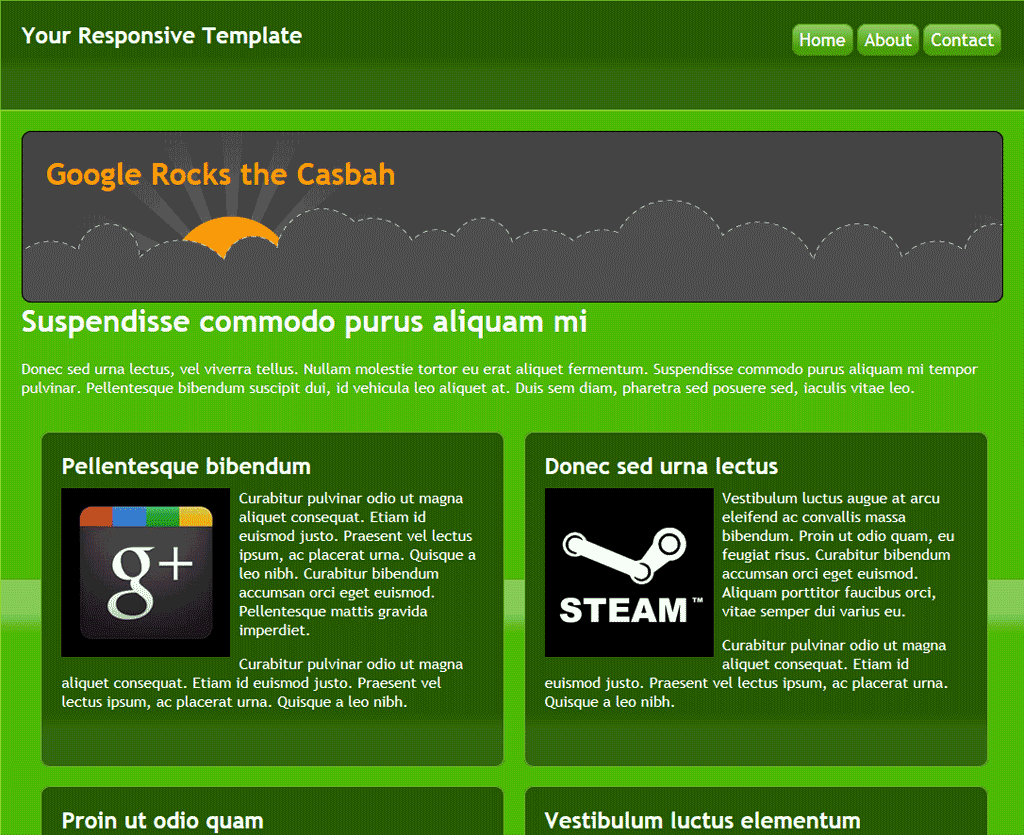 Your Responsive Template
Home About Contact
Google Rocks the Casbah
Suspendisse commodo purus aliquam mi
Donec sed urna lectus, vel viverra tellus. Nullam molestie tortor eu erat aliquet fermentum. Suspendisse commodo purus aliquam mi tempor
pulvinar. Pellentesque bibendum suscipit dui, id vehicula leo aliquet at. Duis sem diam, pharetra sed posuere sed, iaculis vitae leo.
Pellentesque bibendum
g+
Curabitur pulvinar odio ut magna
aliquet consequat. Etiam id
euismod justo. Praesent vel lectus
ipsum, ac placerat urna. Quisque a
leo nibh. Curabitur bibendum
accumsan orci eget euismod.
Pellentesque mattis gravida
imperdiet.
Curabitur pulvinar odio ut magna
aliquet consequat. Etiam id euismod justo. Praesent vel
lectus ipsum, ac placerat urna. Quisque a leo nibh.
Donec sed urna lectus
STEAM™
Vestibulum luctus augue at arcu
eleifend ac convallis massa
bibendum. Proin ut odio quam, eu
feugiat risus. Curabitur bibendum
accumsan orci eget euismod.
Aliquam porttitor faucibus orci,
vitae semper dui varius eu.
Curabitur pulvinar odio ut magna
aliquet consequat. Etiam id
euismod justo. Praesent vel lectus ipsum, ac placerat urna.
Quisque a leo nibh.
Proin ut odio quam
Vestibulum luctus elementum